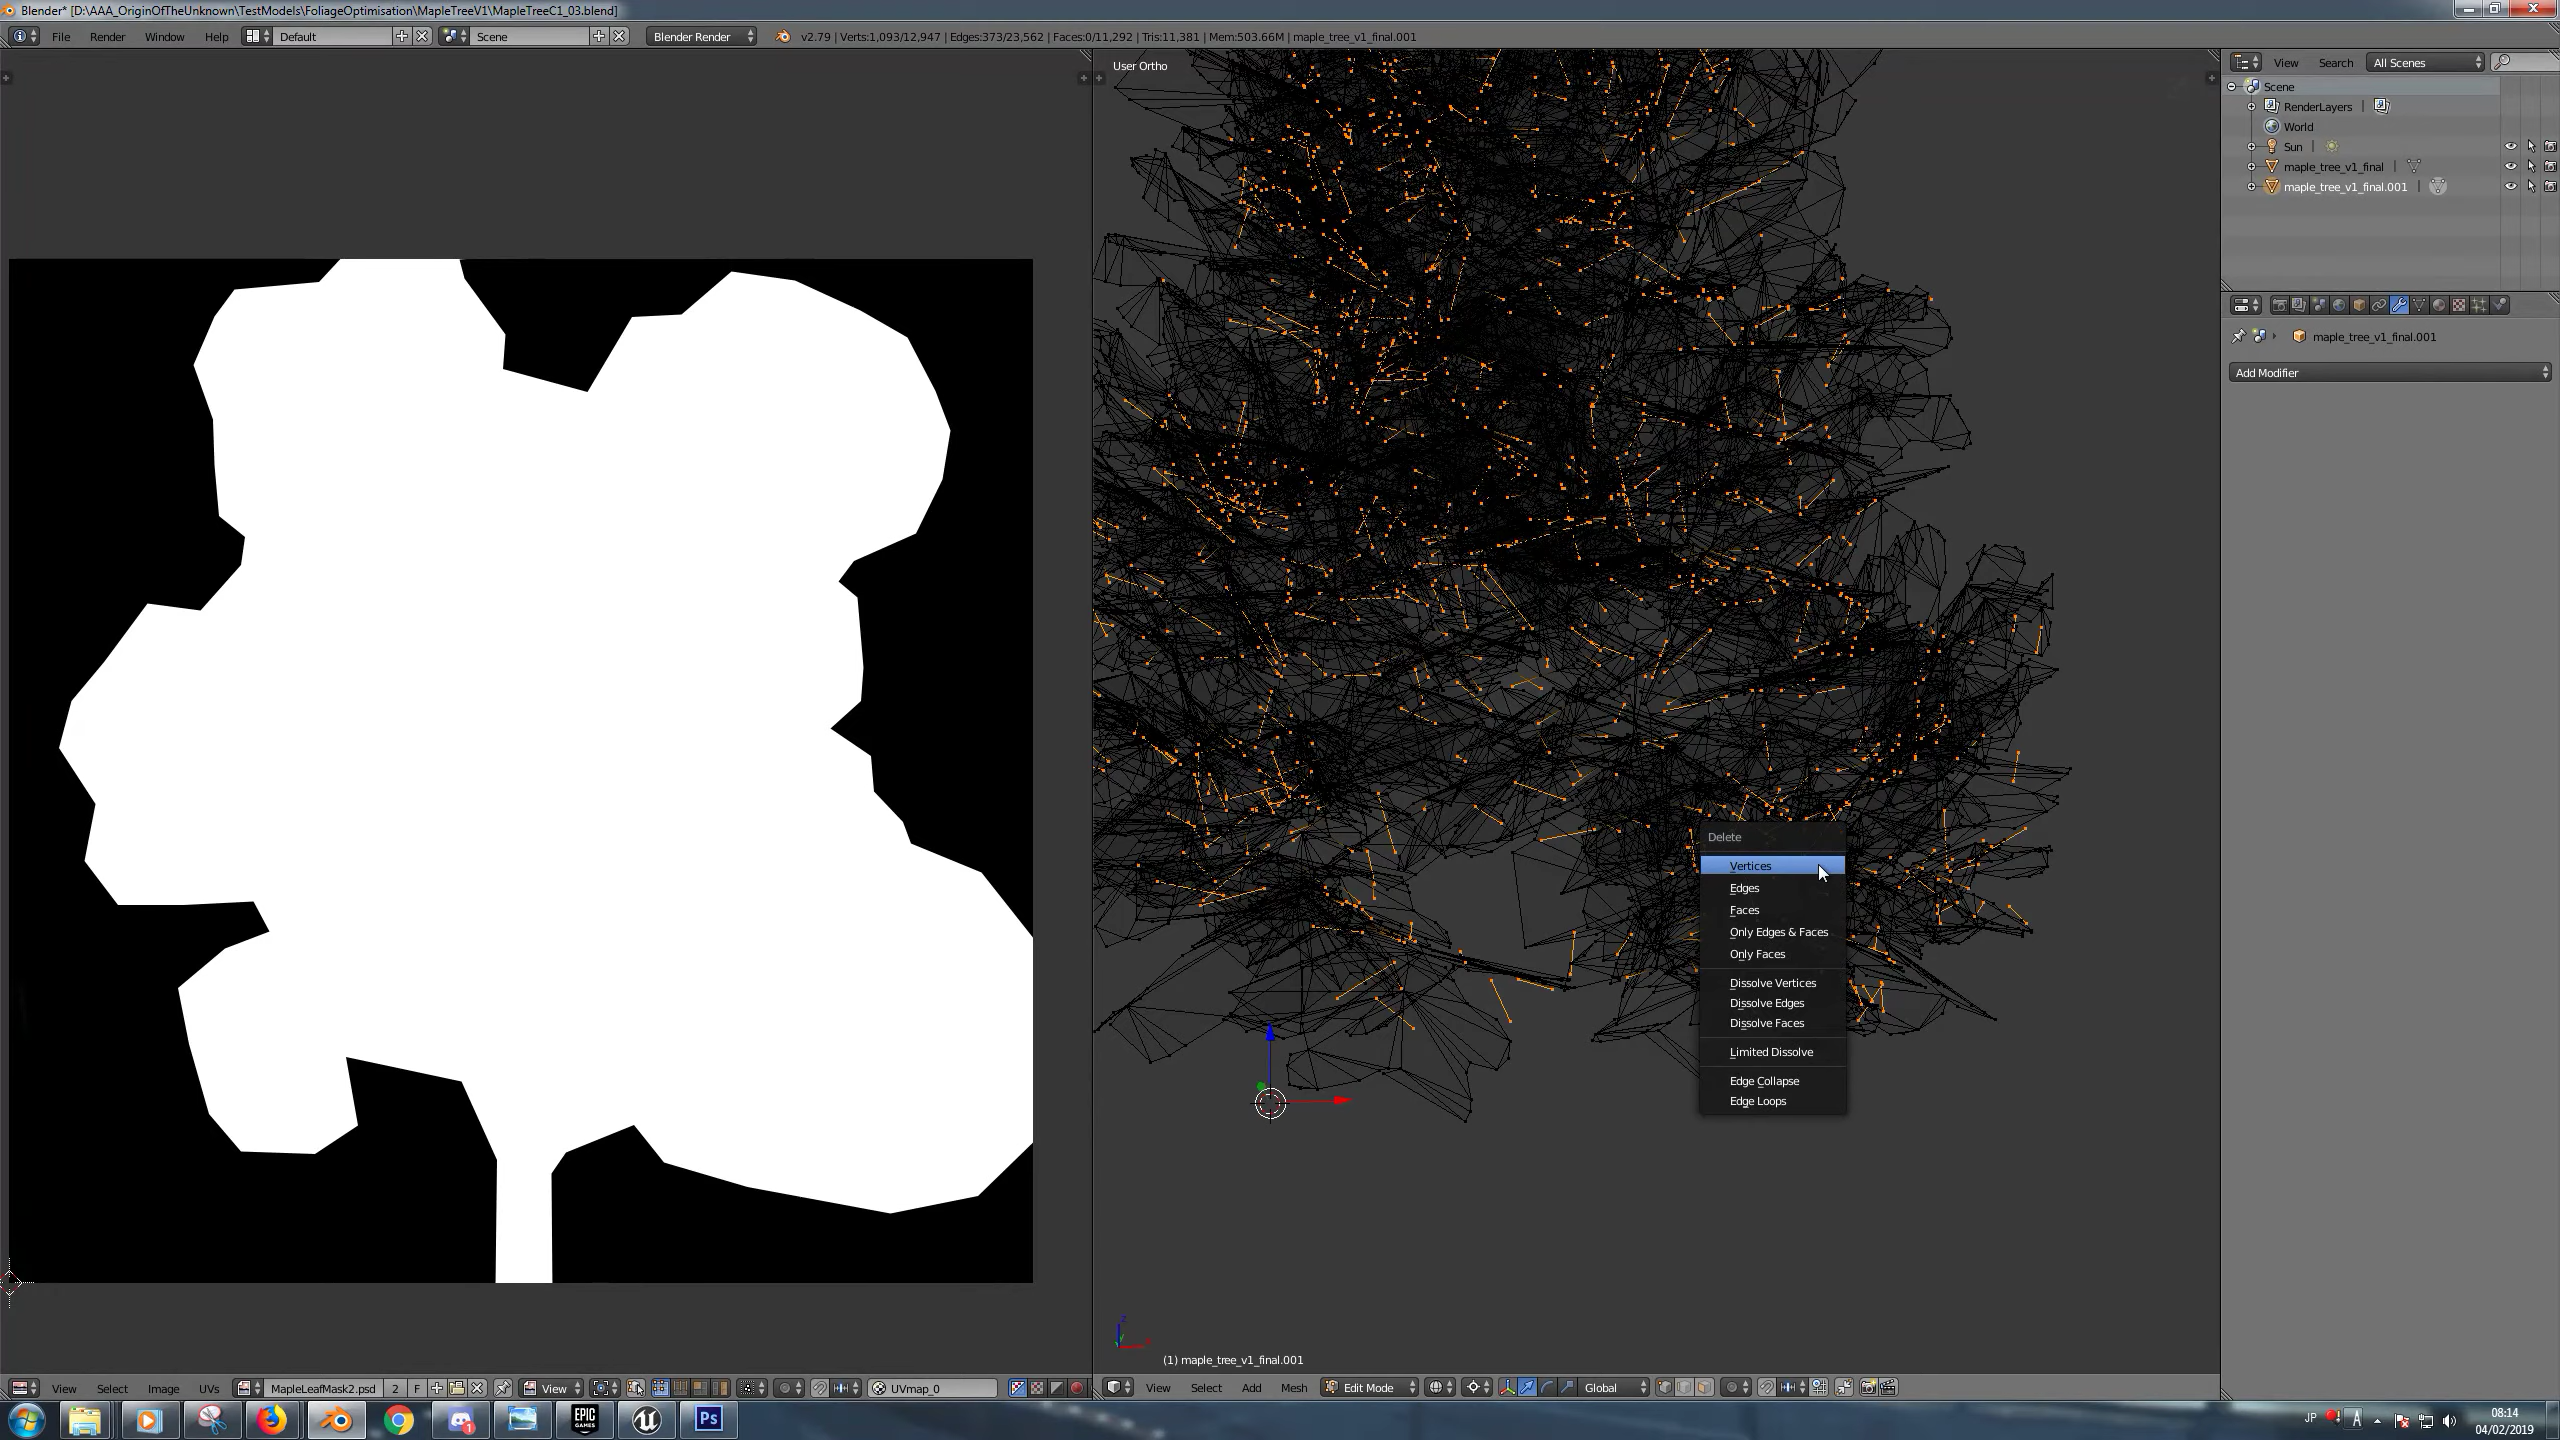 Blender* [D:\AAA_OriginOfTheUnknown\TestModels\FoliageOptimisation\MapleTreeV1\MapleTreeC1_03.blend]
File Render Window Help Default Scene Blender Render v2.79 | Verts:1,093/12,947 | Edges:373/23,562 | Faces:0/11,292 | Tris:11,381 | Mem:503.66M | maple_tree_v1_final.001
User Ortho
View Search All Scenes
Scene
RenderLayers
World
Sun
maple_tree_v1_final
maple_tree_v1_final.001
maple_tree_v1_final.001
Add Modifier
Delete
Vertices
Edges
Faces
Only Edges & Faces
Only Faces
Dissolve Vertices
Dissolve Edges
Dissolve Faces
Limited Dissolve
Edge Collapse
Edge Loops
(1) maple_tree_v1_final.001
View Select Image UVs MapleLeafMask2.psd 2 F View UVmap_0
View Select Add Mesh Edit Mode Global
EPIC GAMES
Ps
JP
A
08:14
04/02/2019